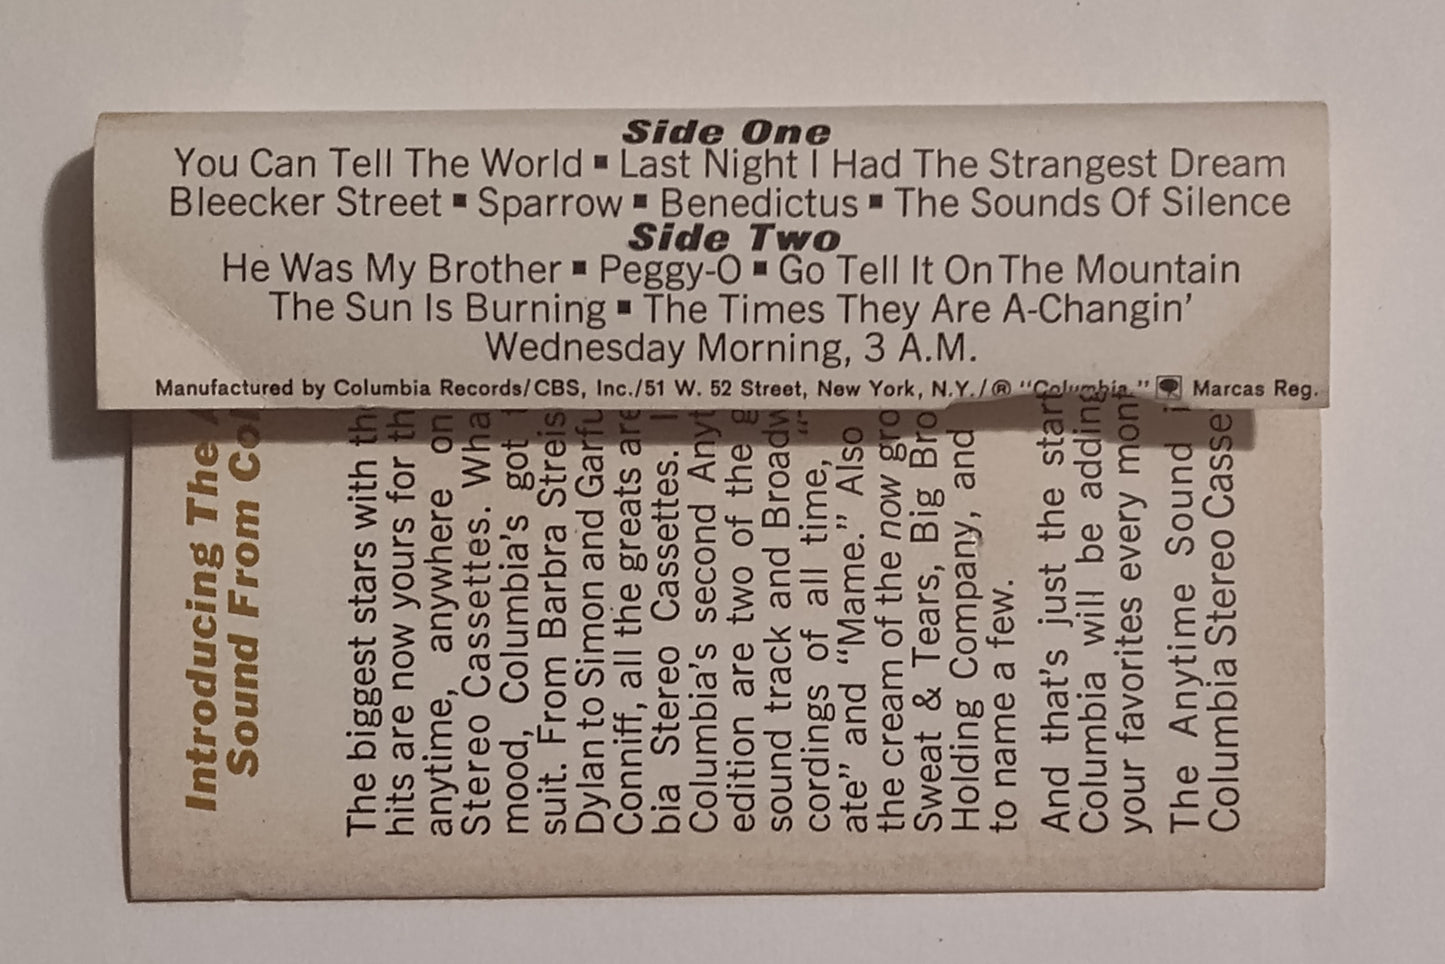 Side One
You Can Tell The World ▪ Last Night I Had The Strangest Dream
Bleecker Street ▪ Sparrow ▪ Benedictus ▪ The Sounds Of Silence
Side Two
He Was My Brother ▪ Peggy-O ▪ Go Tell It On The Mountain
The Sun Is Burning ▪ The Times They Are A-Changin’
Wednesday Morning, 3 A.M.
Manufactured by Columbia Records/CBS, Inc./51 W. 52 Street, New York, N.Y./® “Columbia,” Marcas Reg.
Introducing The
Sound From
The biggest stars with
hits are now yours for
anytime, anywhere on
Stereo Cassettes.
mood, Columbia’s got
suit. From Barbra
Dylan to Simon and
Conniff, all the greats are
bia Stereo Cassettes.
Columbia’s second
edition are two of the
sound track and
cordings of all time, “
ate” and “Mame.” Also
the cream of the now
Sweat & Tears, Big
Holding Company, and
to name a few.
And that’s just the start
Columbia will be adding
your favorites every
The Anytime Sound
Columbia Stereo